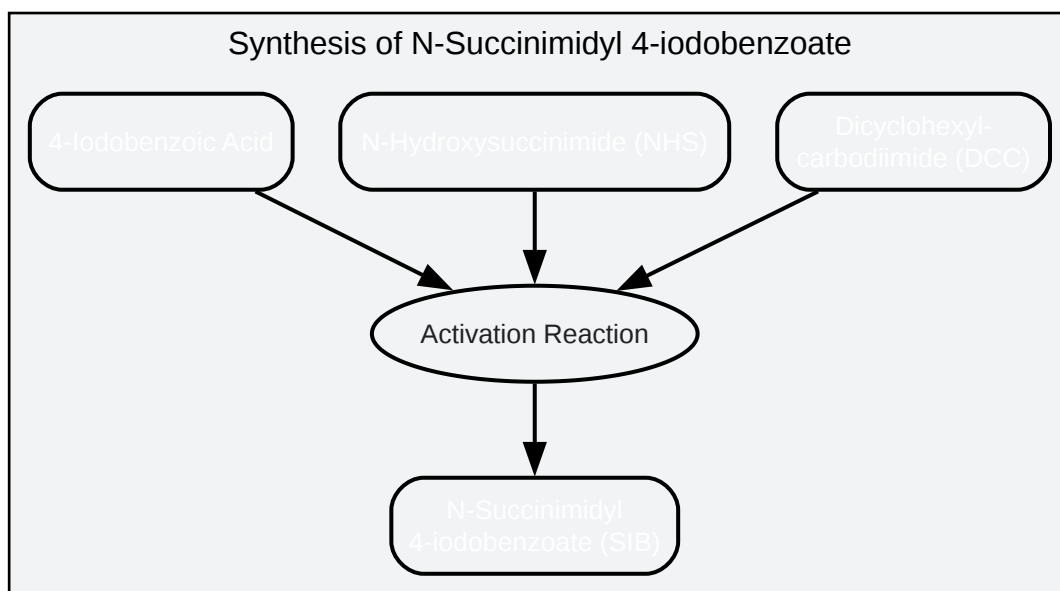 Synthesis of N-Succinimidyl 4-iodobenzoate
4-Iodobenzoic Acid
N-Hydroxysuccinimide (NHS)
Dicyclohexyl-
carbodiimide (DCC)
Activation Reaction
N-Succinimidyl
4-iodobenzoate (SIB)